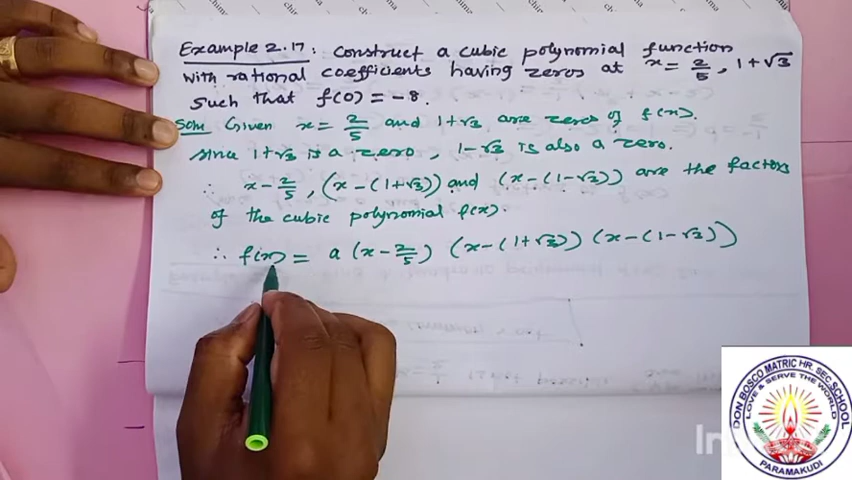 Example 2.17: Construct a cubic polynomial function
with rational coefficients having zeros at x = 2/5, 1+√3
such that f(0) = -8.
Soln Given x = 2/5 and 1+√3 are zeros of f(x).
since 1+√3 is a zero, 1-√3 is also a zero.
∴ x - 2/5, (x-(1+√3)) and (x-(1-√3)) are the factors
of the cubic polynomial f(x).
∴ f(x) = a (x - 2/5) (x-(1+√3)) (x-(1-√3))
DON BOSCO MATRIC HR. SEC SCHOOL
LOVE & SERVE THE WORLD
PARAMAKUDI